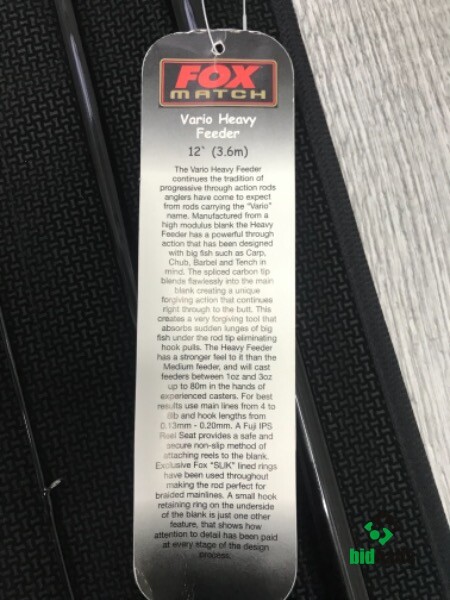 FOX
MATCH
Vario Heavy
Feeder
12` (3.6m)
The Vario Heavy Feeder
continues the tradition of
progressive through action rods
anglers have come to expect
from rods carrying the "Vario"
name. Manufactured from a
high modulus blank the Heavy
Feeder has a powerful through
action that has been designed
with big fish such as Carp,
Chub, Barbel and Tench in
mind. The spliced carbon tip
blends flawlessly into the main
blank creating a unique
forgiving action that continues
right through to the butt. This
creates a very forgiving tool that
absorbs sudden lunges of big
fish under the rod tip eliminating
hook pulls. The Heavy Feeder
has a stronger feel to it than the
Medium feeder, and will cast
feeders between 1oz and 3oz
up to 80m in the hands of
experienced casters. For best
results use main lines from 4 to
8lb and hook lengths from
0.13mm - 0.20mm. A Fuji IPS
Reel Seat provides a safe and
secure non-slip method of
attaching reels to the blank.
Exclusive Fox "SLIK" lined rings
have been used throughout
making the rod perfect for
braided mainlines. A small hook
retaining ring on the underside
of the blank is just one other
feature, that shows how
attention to detail has been paid
at every stage of the design
process.
bid